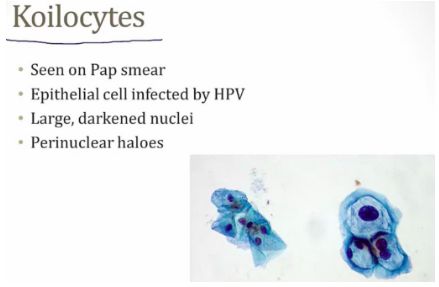 Koilocytes
• Seen on Pap smear
• Epithelial cell infected by HPV
• Large, darkened nuclei
• Perinuclear haloes